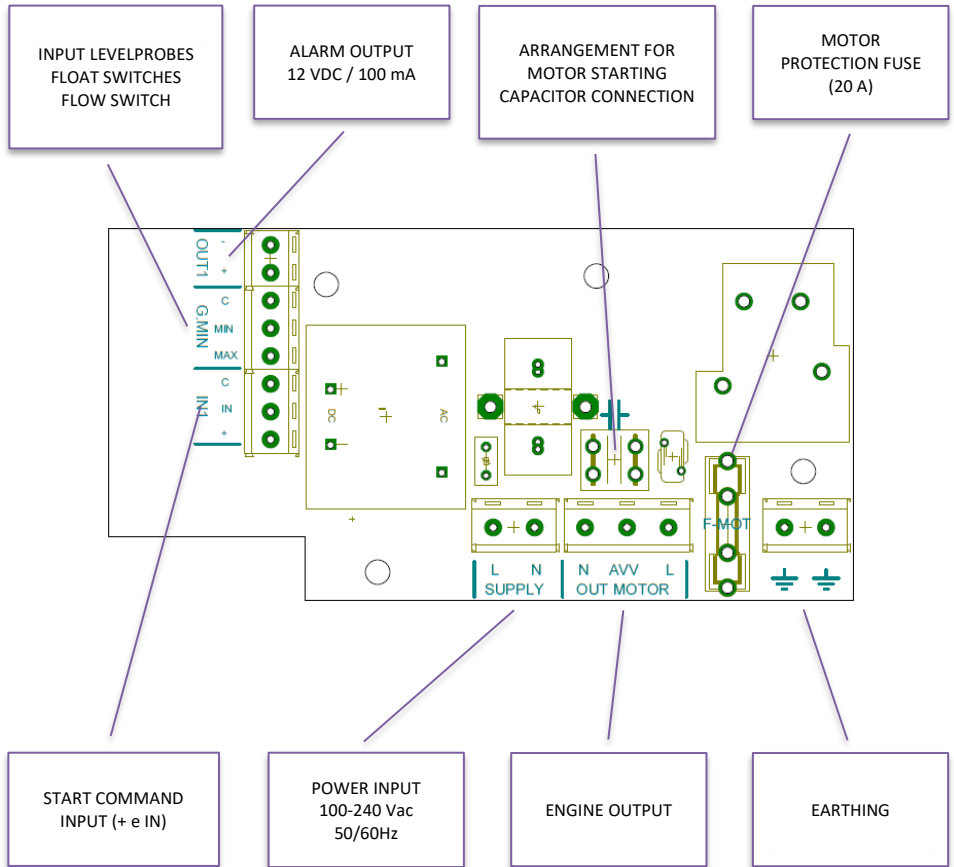 INPUT LEVELPROBES
FLOAT SWITCHES
FLOW SWITCH
ALARM OUTPUT
12 VDC / 100 mA
ARRANGEMENT FOR
MOTOR STARTING
CAPACITOR CONNECTION
MOTOR
PROTECTION FUSE
(20 A)
OUT1
-
+
G.MIN
C
MIN
MAX
IN1
C
IN
+
DC
AC
F-MOT
L N
SUPPLY
N AVV L
OUT MOTOR
START COMMAND
INPUT (+ e IN)
POWER INPUT
100-240 Vac
50/60Hz
ENGINE OUTPUT
EARTHING